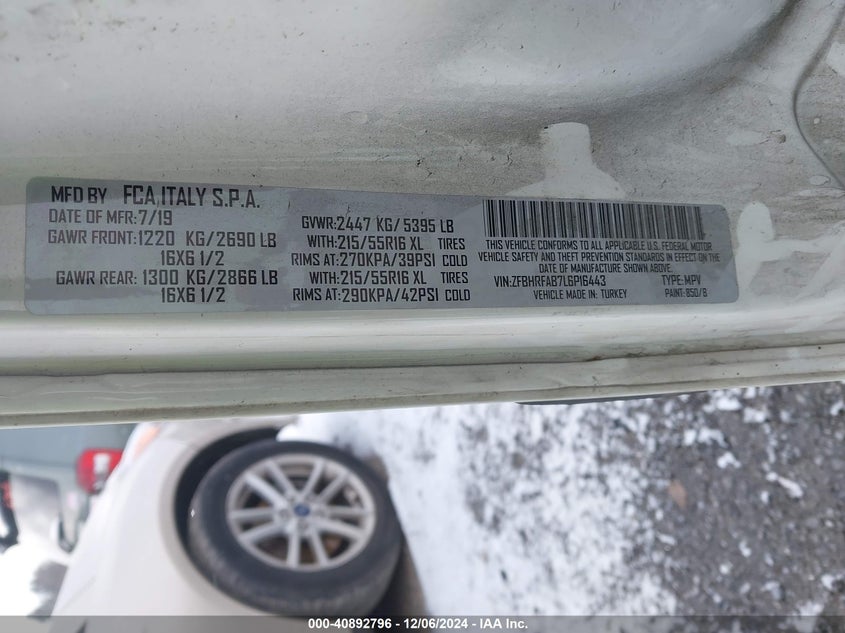 MFD BY FCA ITALY S.P.A.
DATE OF MFR:7/19
GAWR FRONT:1220 KG/2690 LB
16X6 1/2
GAWR REAR:1300 KG/2866 LB
16X6 1/2
GVWR:2447 KG/5395 LB
WITH:215/55R16 XL TIRES
RIMS AT:270KPA/39PSI COLD
WITH:215/55R16 XL TIRES
RIMS AT:290KPA/42PSI COLD
THIS VEHICLE CONFORMS TO ALL APPLICABLE U.S. FEDERAL MOTOR
VEHICLE SAFETY AND THEFT PREVENTION STANDARDS IN EFFECT ON
DATE OF MANUFACTURE SHOWN ABOVE.
VIN:ZFBHRFAB7L6P16443 TYPE:MPV
VEHICLE MADE IN: TURKEY PAINT:850/B
000-40892796 - 12/06/2024 - IAA Inc.